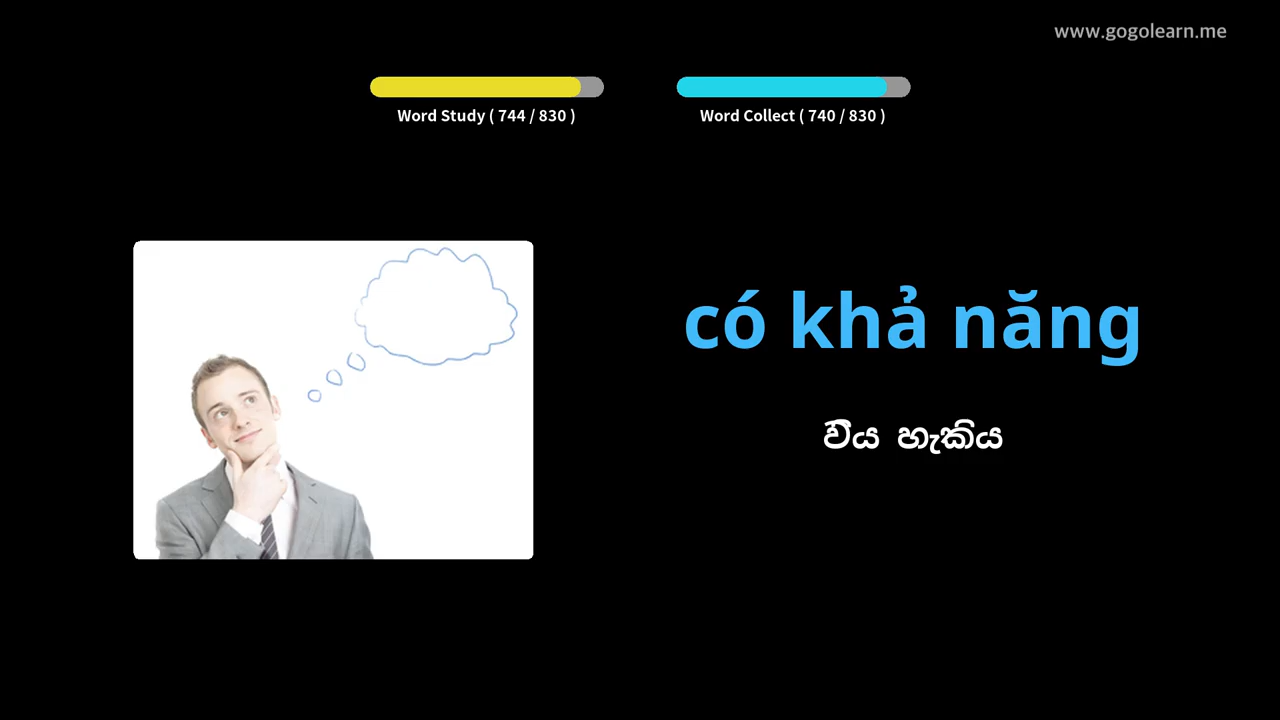 www.gogolearn.me
Word Study ( 744 / 830 )
Word Collect ( 740 / 830 )
có khả năng
විය හැකිය